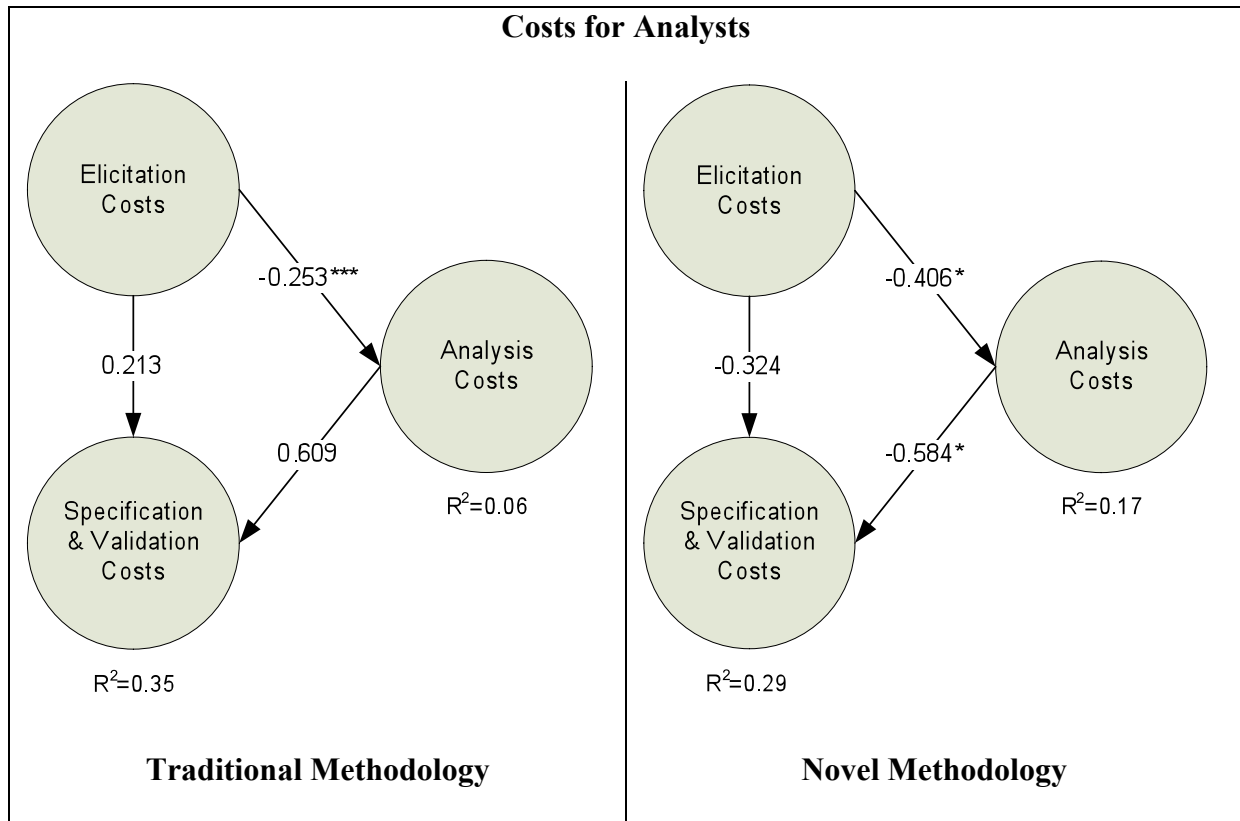 Costs for Analysts
Elicitation
Costs
-0.253***
0.213
Analysis
Costs
0.609
R²=0.06
Specification
& Validation
Costs
R²=0.35
Traditional Methodology
Elicitation
Costs
-0.406*
-0.324
Analysis
Costs
-0.584*
R²=0.17
Specification
& Validation
Costs
R²=0.29
Novel Methodology